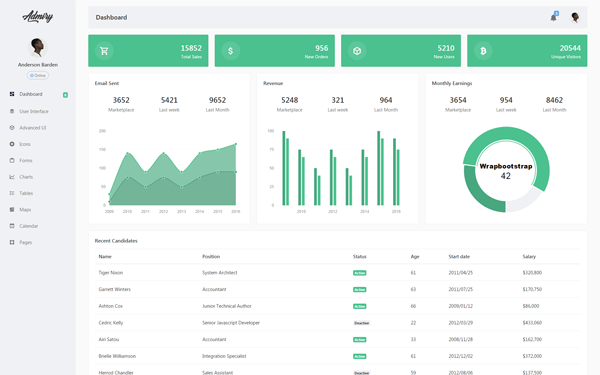 Admiry
Dashboard
2
Anderson Barden
Online
Dashboard
User Interface
Advanced UI
Icons
Forms
Charts
Tables
Maps
Calendar
Pages
15852
Total Sales
956
New Orders
5210
New Users
20544
Unique Visitors
Email Sent
3652 5421 9652
Marketplace Last week Last Month
200
150
100
50
0
2009 2010 2011 2012 2013 2014 2015 2016
Revenue
5248 321 964
Marketplace Last week Last Month
100
75
50
25
0
2010 2012 2014 2016
Monthly Earnings
3654 954 8462
Marketplace Last week Last Month
Wrapbootstrap
42
Recent Candidates
Name Position Status Age Start date Salary
Tiger Nixon System Architect Active 61 2011/04/25 $320,800
Garrett Winters Accountant Active 63 2011/07/25 $170,750
Ashton Cox Junior Technical Author Active 66 2009/01/12 $86,000
Cedric Kelly Senior Javascript Developer Deactive 22 2012/03/29 $433,060
Airi Satou Accountant Active 33 2008/11/28 $162,700
Brielle Williamson Integration Specialist Active 61 2012/12/02 $372,000
Herrod Chandler Sales Assistant Deactive 59 2012/08/06 $137,500